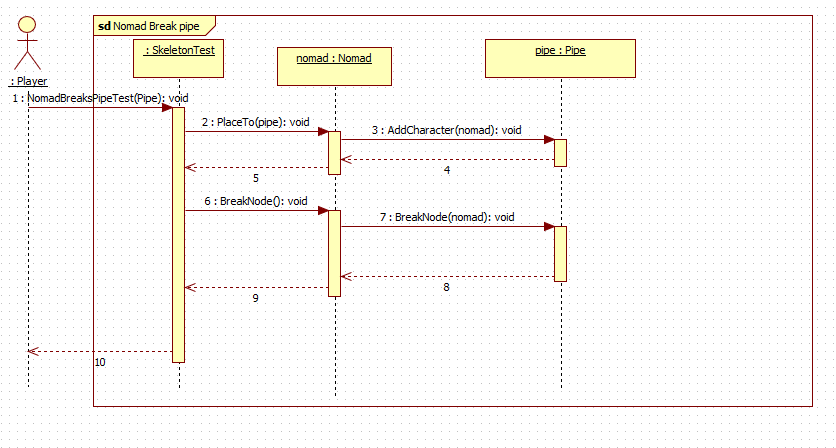 sd Nomad Break pipe
: SkeletonTest
nomad : Nomad
pipe : Pipe
: Player
1 : NomadBreaksPipeTest(Pipe): void
2 : PlaceTo(pipe): void
3 : AddCharacter(nomad): void
4
5
6 : BreakNode(): void
7 : BreakNode(nomad): void
8
9
10